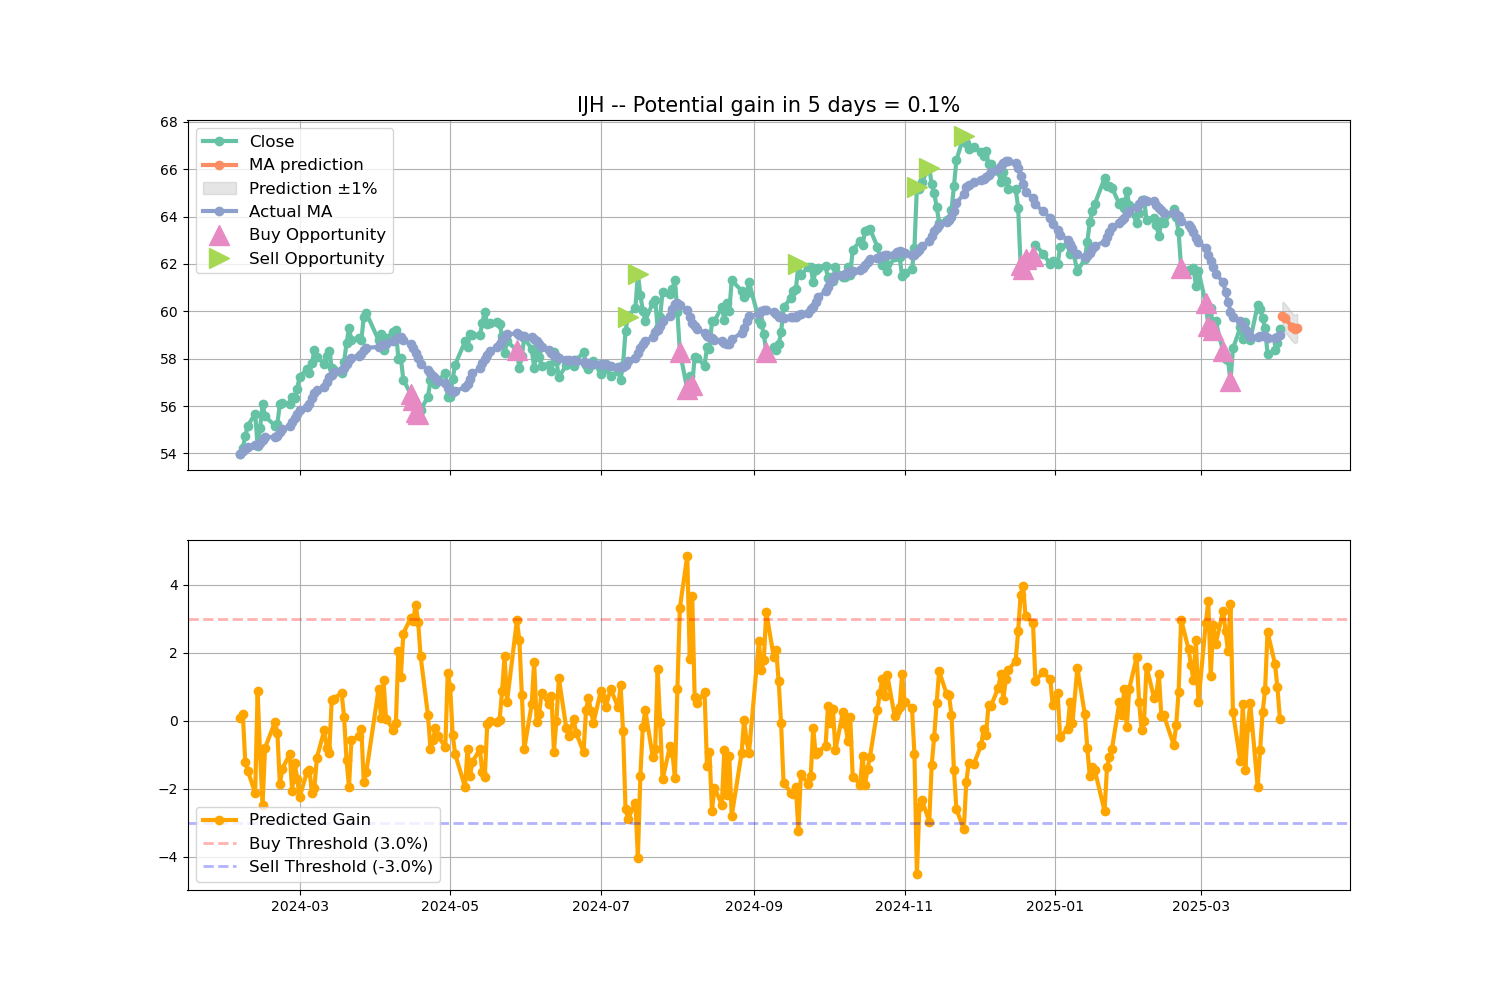 IJH -- Potential gain in 5 days = 0.1%
68
66
64
62
60
58
56
54
Close
MA prediction
Prediction ±1%
Actual MA
Buy Opportunity
Sell Opportunity
4
2
0
−2
−4
Predicted Gain
Buy Threshold (3.0%)
Sell Threshold (-3.0%)
2024-03 2024-05 2024-07 2024-09 2024-11 2025-01 2025-03